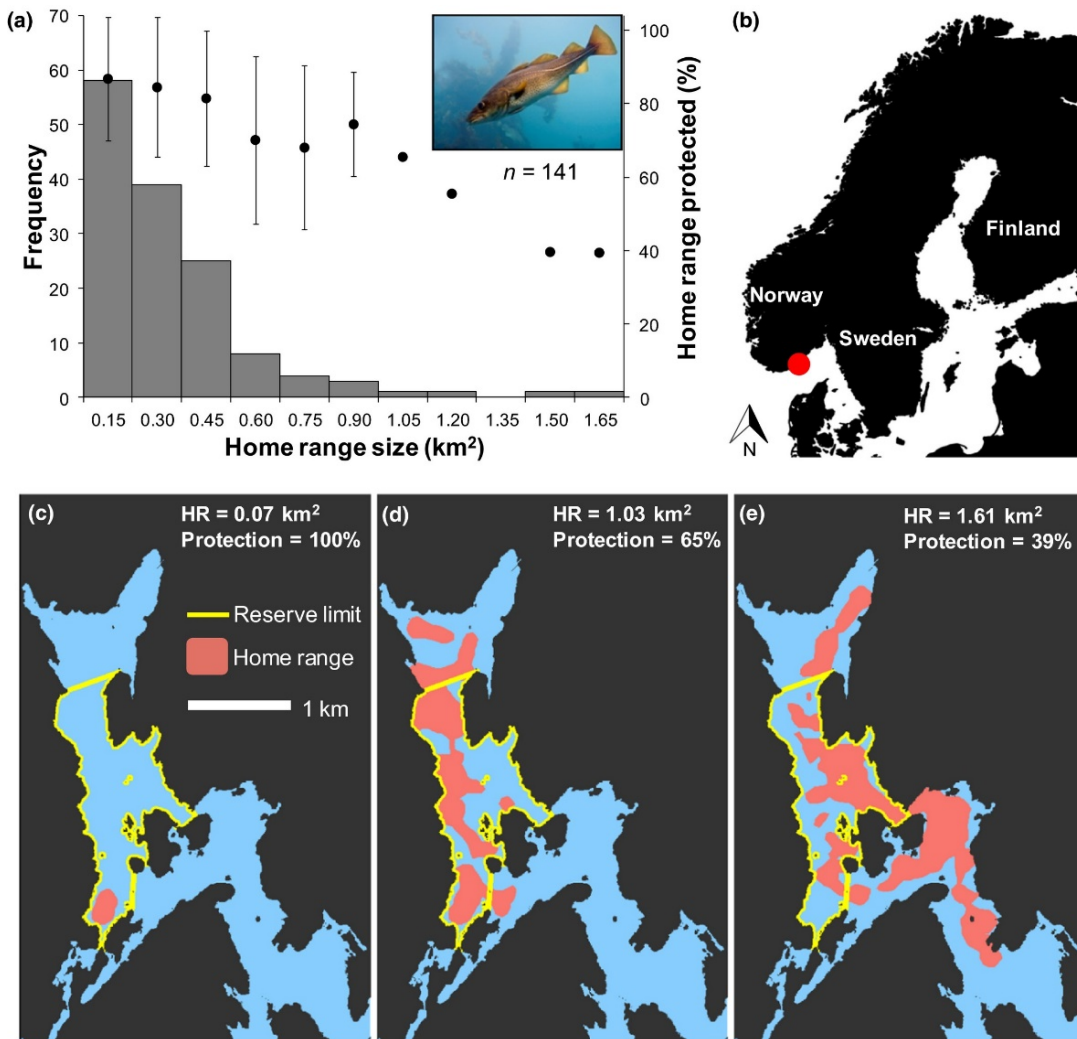 (a)
70
60
50
40
30
20
10
0
Frequency
100
80
60
40
20
0
Home range protected (%)
n = 141
0.15 0.30 0.45 0.60 0.75 0.90 1.05 1.20 1.35 1.50 1.65
Home range size (km²)
(b)
Finland
Norway
Sweden
N
(c)
HR = 0.07 km²
Protection = 100%
Reserve limit
Home range
1 km
(d)
HR = 1.03 km²
Protection = 65%
(e)
HR = 1.61 km²
Protection = 39%